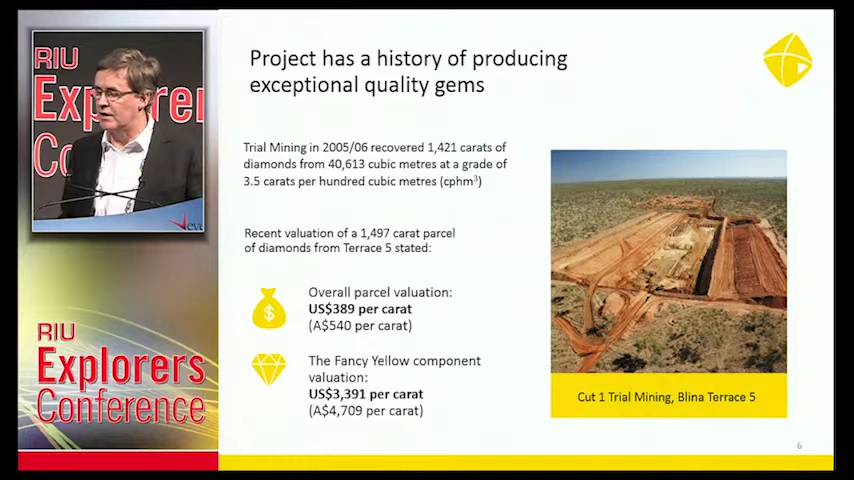 RIU
Explorer
Co
Project has a history of producing
exceptional quality gems
Trial Mining in 2005/06 recovered 1,421 carats of
diamonds from 40,613 cubic metres at a grade of
3.5 carats per hundred cubic metres (cphm³)
Recent valuation of a 1,497 carat parcel
of diamonds from Terrace 5 stated:
$
Overall parcel valuation:
US$389 per carat
(A$540 per carat)
The Fancy Yellow component
valuation:
US$3,391 per carat
(A$4,709 per carat)
Cut 1 Trial Mining, Blina Terrace 5
RIU
Explorers
Conference
6